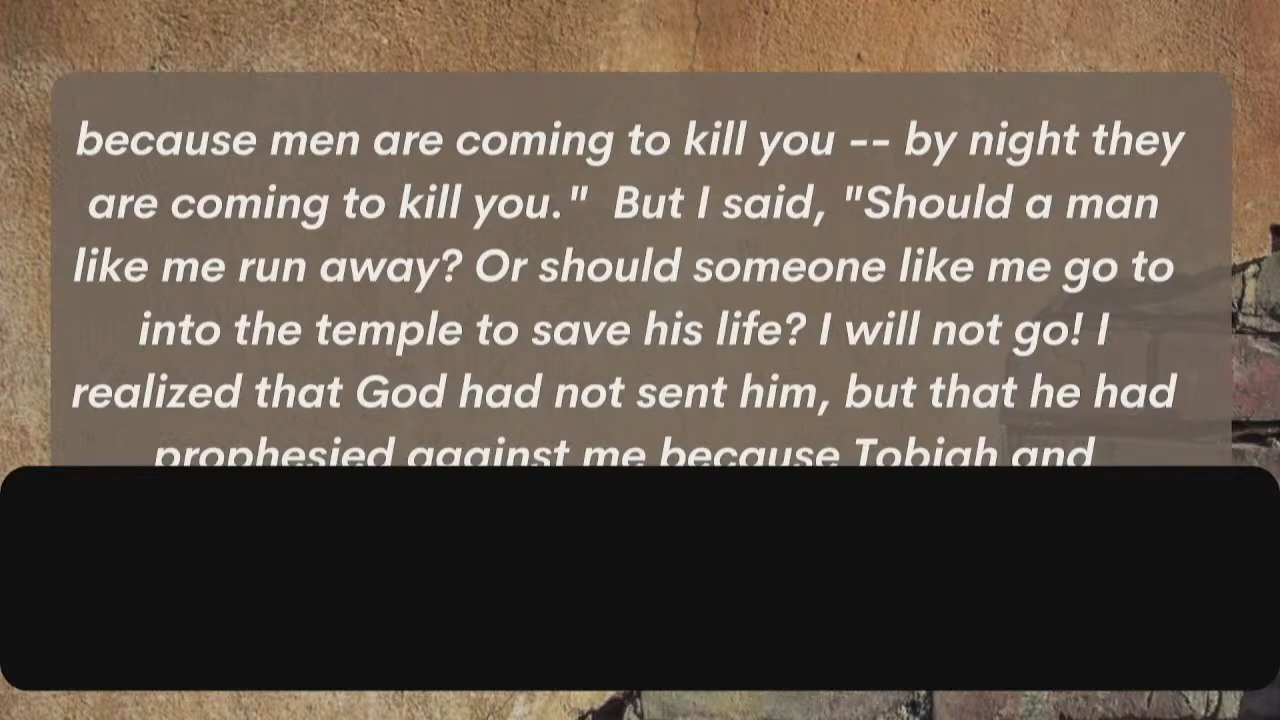 because men are coming to kill you -- by night they
are coming to kill you."  But I said, "Should a man
like me run away? Or should someone like me go to
into the temple to save his life? I will not go! I
realized that God had not sent him, but that he had
prophesied against me because Tobiah and